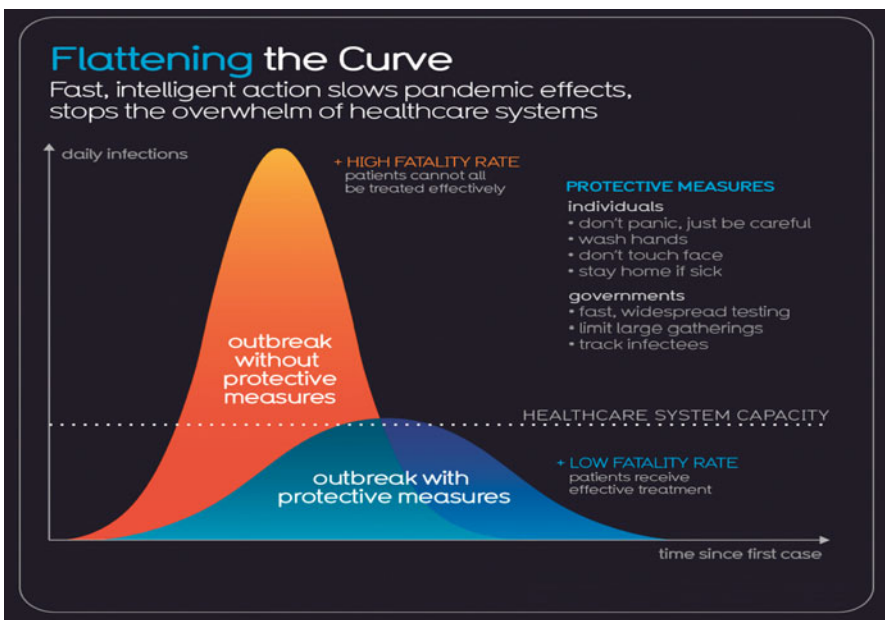 Flattening the Curve
Fast, intelligent action slows pandemic effects,
stops the overwhelm of healthcare systems
daily infections
+ HIGH FATALITY RATE
patients cannot all
be treated effectively
PROTECTIVE MEASURES
individuals
• don't panic, just be careful
• wash hands
• don't touch face
• stay home if sick
governments
• fast, widespread testing
• limit large gatherings
• track infectees
outbreak
without
protective
measures
HEALTHCARE SYSTEM CAPACITY
outbreak with
protective measures
+ LOW FATALITY RATE
patients receive
effective treatment
time since first case